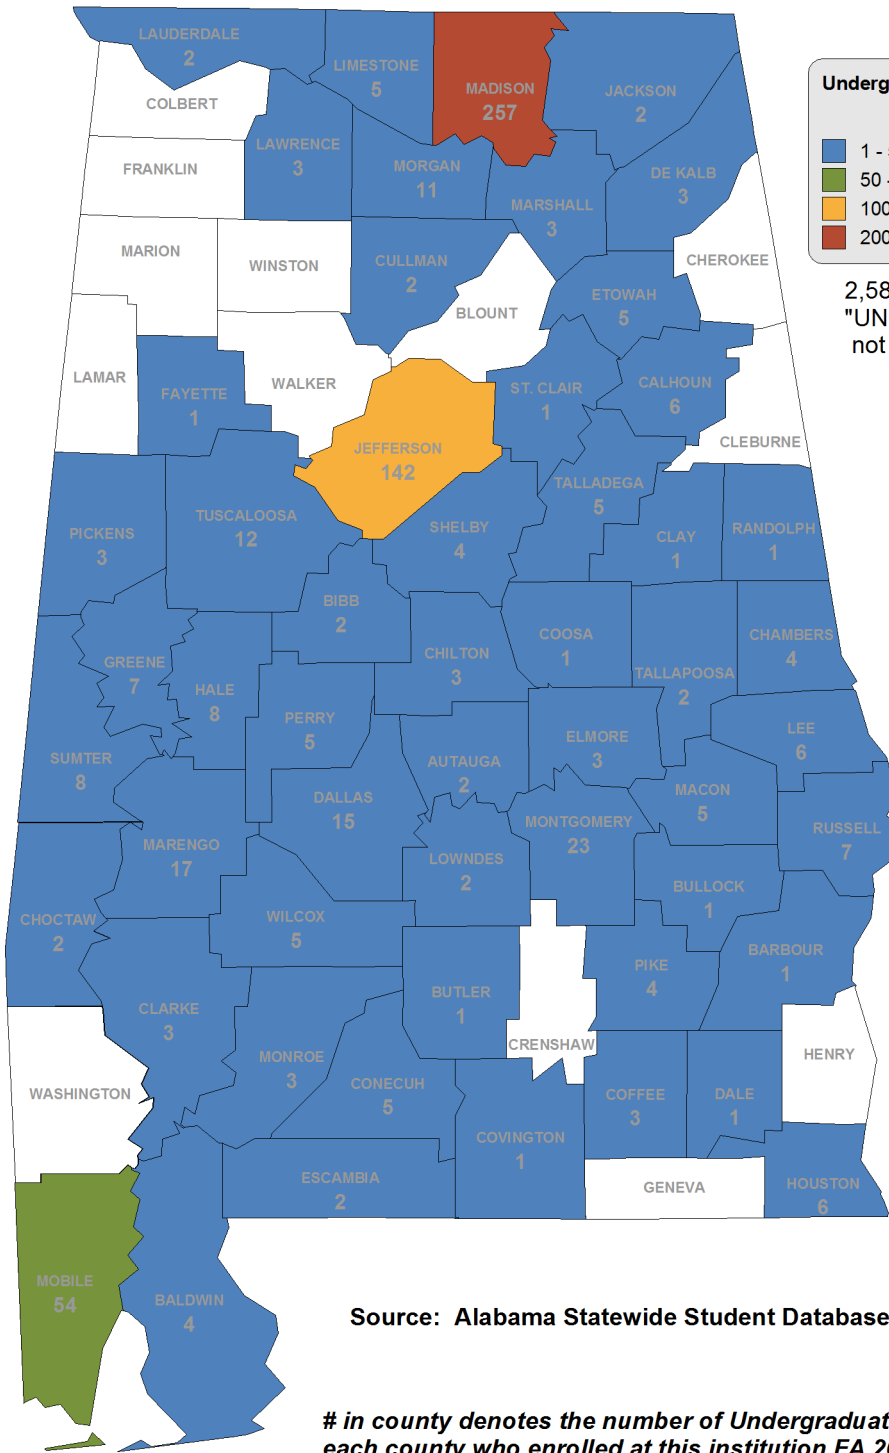 LAUDERDALE
2
LIMESTONE
5
MADISON
257
JACKSON
2
Underg
COLBERT
LAWRENCE
3
MORGAN
11
MARSHALL
3
DE KALB
3
1 -
50 -
100
200
FRANKLIN
MARION
WINSTON
CULLMAN
2
BLOUNT
ETOWAH
5
CHEROKEE
2,58
"UN
not
LAMAR
FAYETTE
1
WALKER
JEFFERSON
142
ST. CLAIR
1
CALHOUN
6
CLEBURNE
PICKENS
3
TUSCALOOSA
12
SHELBY
4
TALLADEGA
5
CLAY
1
RANDOLPH
1
BIBB
2
GREENE
7
HALE
8
PERRY
5
CHILTON
3
COOSA
1
TALLAPOOSA
2
CHAMBERS
4
SUMTER
8
DALLAS
15
AUTAUGA
2
ELMORE
3
LEE
6
MARENGO
17
LOWNDES
2
MONTGOMERY
23
MACON
5
RUSSELL
7
CHOCTAW
2
WILCOX
5
BULLOCK
1
BARBOUR
1
CLARKE
3
BUTLER
1
CRENSHAW
PIKE
4
HENRY
WASHINGTON
MONROE
3
CONECUH
5
COVINGTON
1
COFFEE
3
DALE
1
ESCAMBIA
2
GENEVA
HOUSTON
6
MOBILE
54
BALDWIN
4
Source: Alabama Statewide Student Database
# in county denotes the number of Undergraduat
each county who enrolled at this institution FA 20